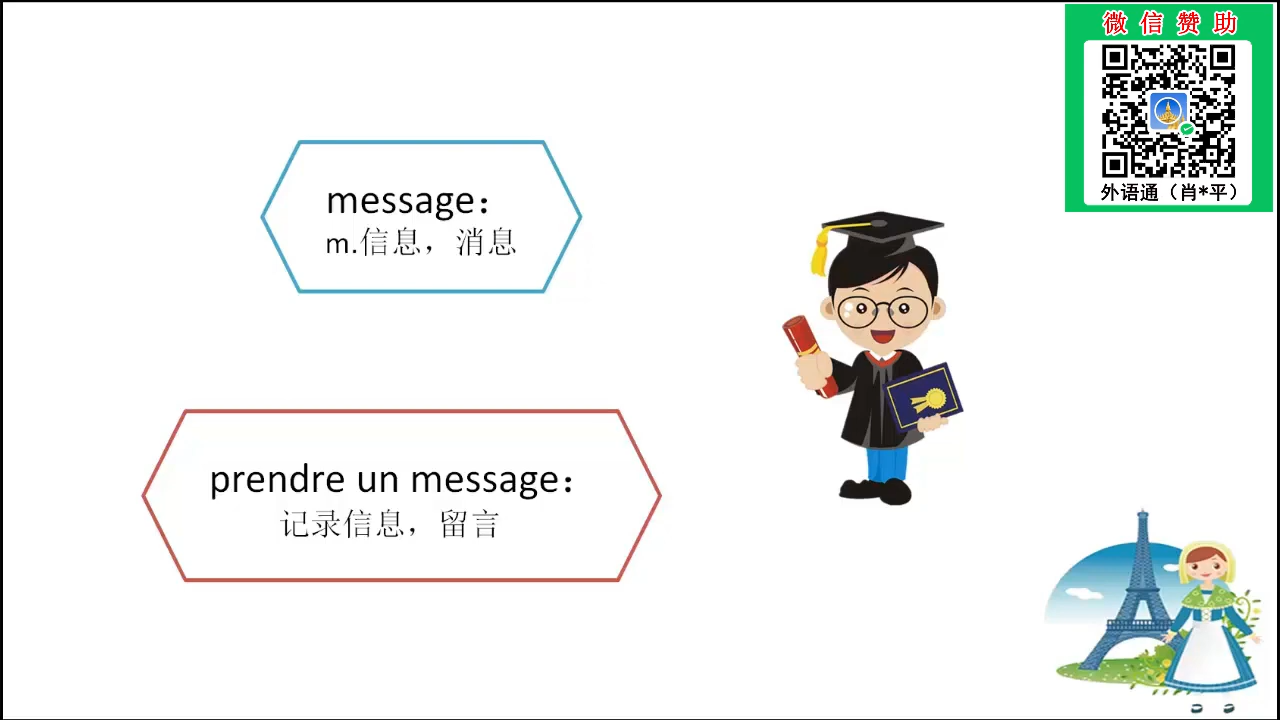 微信赞助
外语通（肖*平）
message：
m.信息，消息
prendre un message：
记录信息，留言